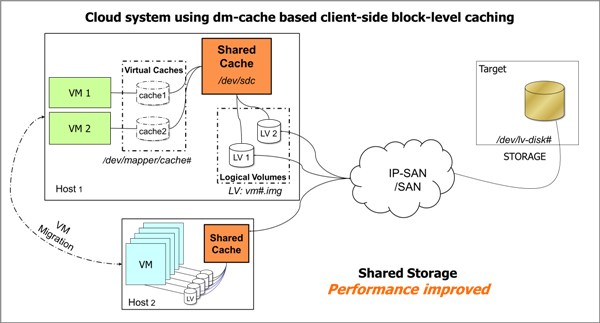 Cloud system using dm-cache based client-side block-level caching
Shared
Cache
/dev/sdc
Virtual Caches
VM 1
cache1
VM 2
cache2
/dev/mapper/cache#
LV 2
LV 1
Logical Volumes
LV: vm#.img
Host 1
Target
/dev/lv-disk#
STORAGE
IP-SAN
/SAN
VM
Migration
VM
Shared
Cache
LV
Host 2
Shared Storage
Performance improved